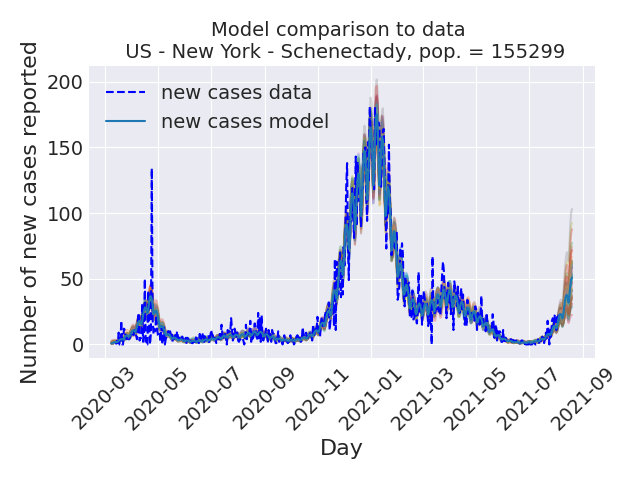 Model comparison to data
US - New York - Schenectady, pop. = 155299
new cases data
new cases model
Number of new cases reported
200
150
100
50
0
2020-03
2020-05
2020-07
2020-09
2020-11
2021-01
2021-03
2021-05
2021-07
2021-09
Day